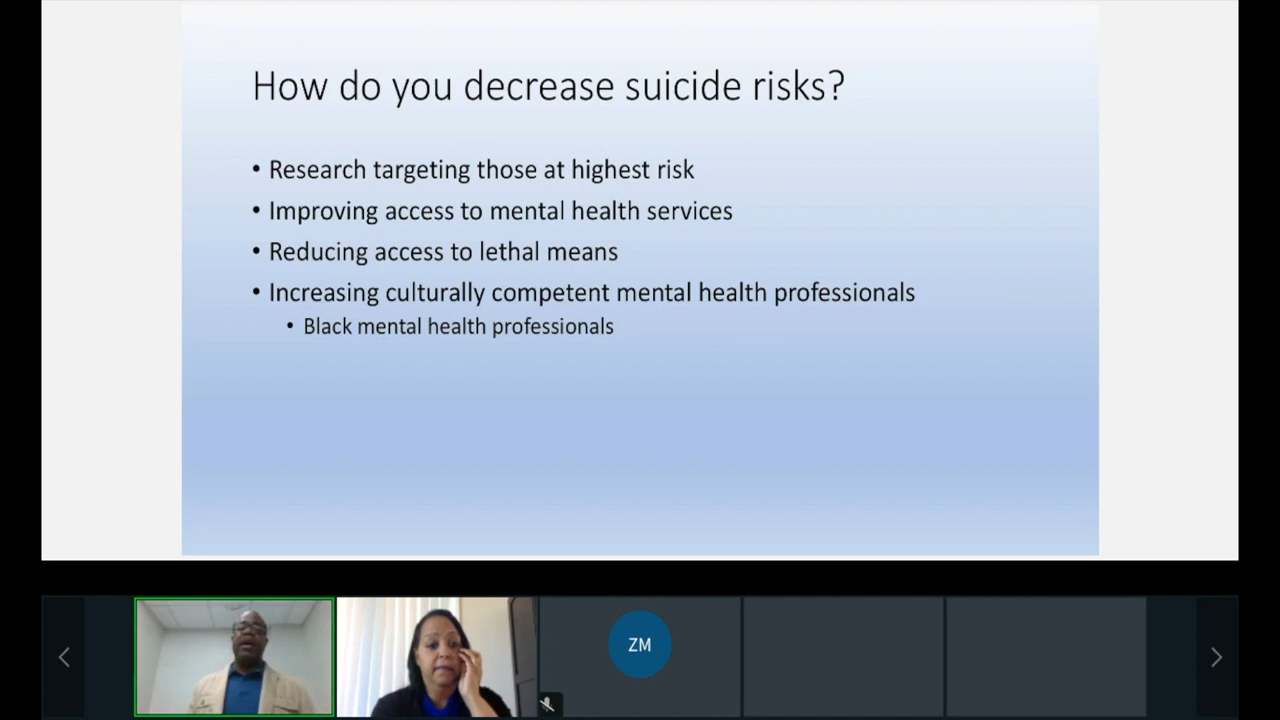 How do you decrease suicide risks?
• Research targeting those at highest risk
• Improving access to mental health services
• Reducing access to lethal means
• Increasing culturally competent mental health professionals
• Black mental health professionals
ZM